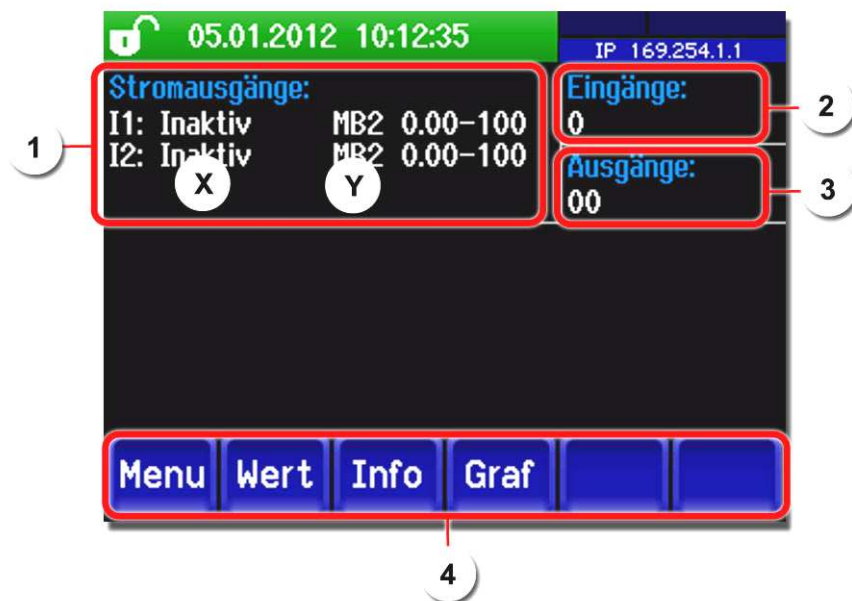 05.01.2012 10:12:35
IP 169.254.1.1
Stromausgänge:
I1: Inaktiv MB2 0.00-100
I2: Inaktiv MB2 0.00-100
X
Y
Eingänge:
0
Ausgänge:
00
Menu Wert Info Graf
1
2
3
4